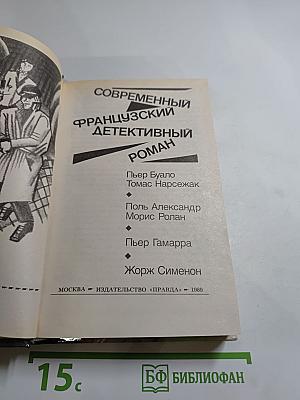 СОВРЕМЕННЫЙ
ФРАНЦУЗСКИЙ
ДЕТЕКТИВНЫЙ
РОМАН
Пьер Буало
Томас Нарсежак
Поль Александр
Морис Ролан
Пьер Гамарра
Жорж Сименон
МОСКВА — ИЗДАТЕЛЬСТВО «ПРАВДА» — 1989
15с
БФ БИБЛИОФАН